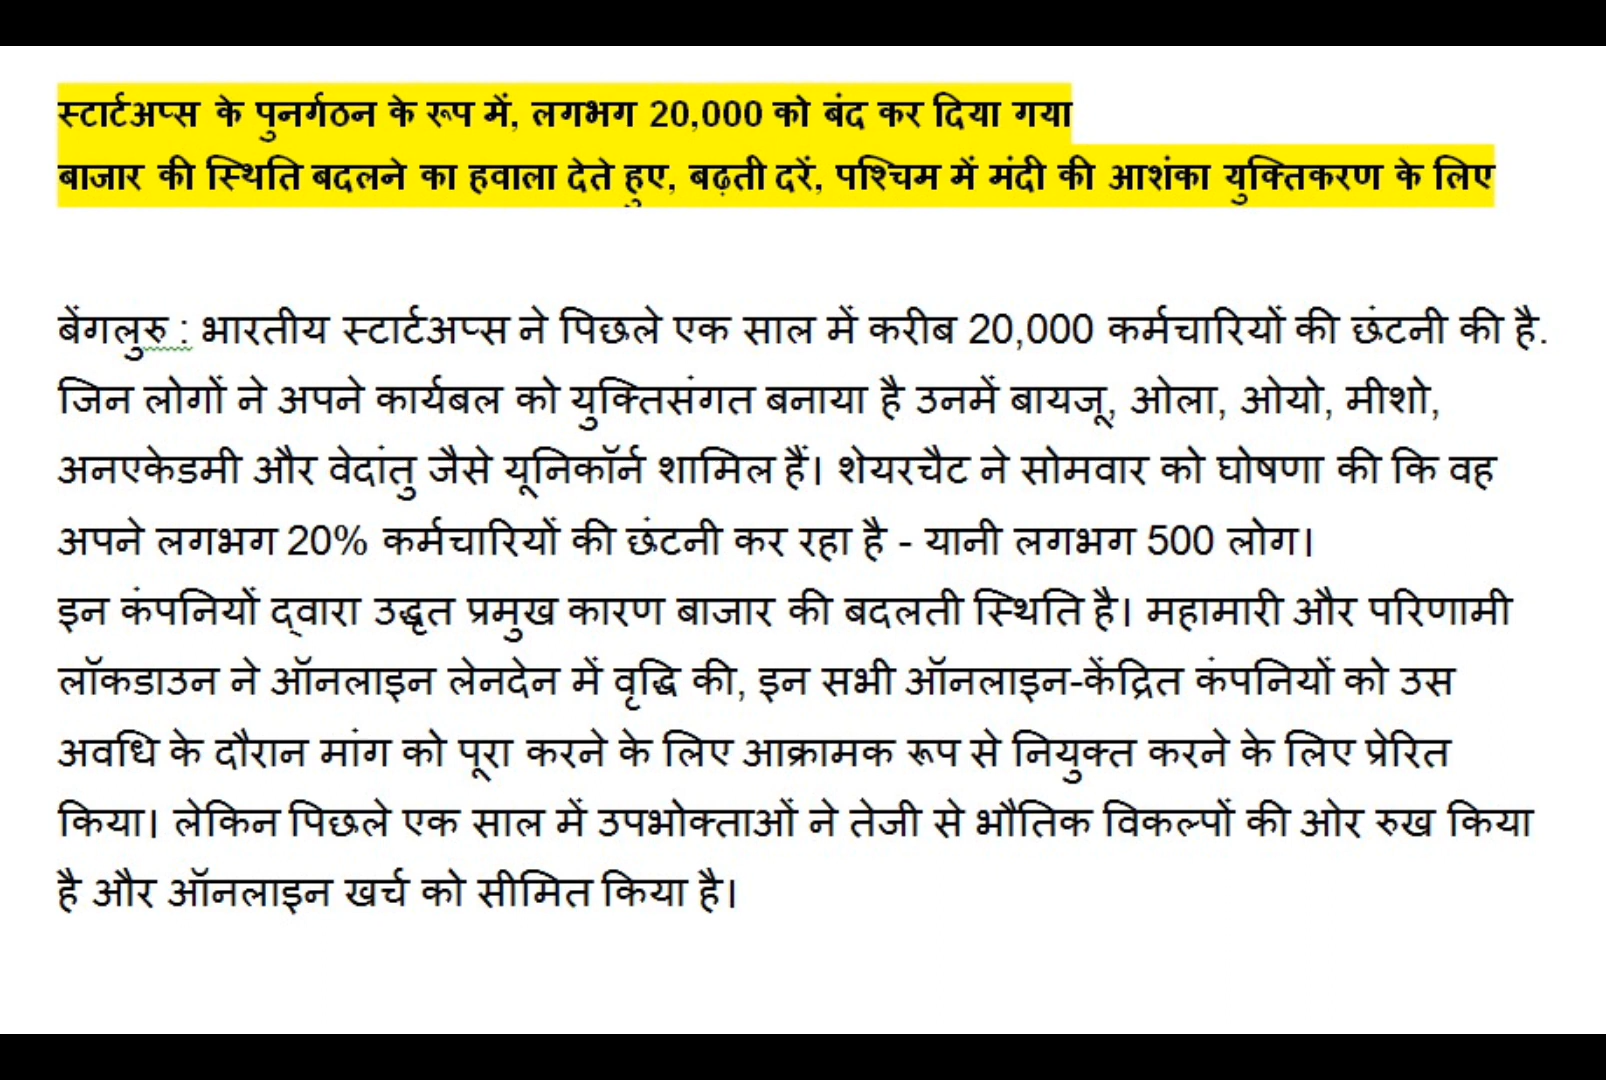 स्टार्टअप्स के पुनर्गठन के रूप में, लगभग 20,000 को बंद कर दिया गया
बाजार की स्थिति बदलने का हवाला देते हुए, बढ़ती दरें, पश्चिम में मंदी की आशंका युक्तिकरण के लिए
बेंगलुरु : भारतीय स्टार्टअप्स ने पिछले एक साल में करीब 20,000 कर्मचारियों की छंटनी की है.
जिन लोगों ने अपने कार्यबल को युक्तिसंगत बनाया है उनमें बायजू, ओला, ओयो, मीशो,
अनएकेडमी और वेदांतु जैसे यूनिकॉर्न शामिल हैं। शेयरचैट ने सोमवार को घोषणा की कि वह
अपने लगभग 20% कर्मचारियों की छंटनी कर रहा है - यानी लगभग 500 लोग।
इन कंपनियों द्वारा उद्धृत प्रमुख कारण बाजार की बदलती स्थिति है। महामारी और परिणामी
लॉकडाउन ने ऑनलाइन लेनदेन में वृद्धि की, इन सभी ऑनलाइन-केंद्रित कंपनियों को उस
अवधि के दौरान मांग को पूरा करने के लिए आक्रामक रूप से नियुक्त करने के लिए प्रेरित
किया। लेकिन पिछले एक साल में उपभोक्ताओं ने तेजी से भौतिक विकल्पों की ओर रुख किया
है और ऑनलाइन खर्च को सीमित किया है।